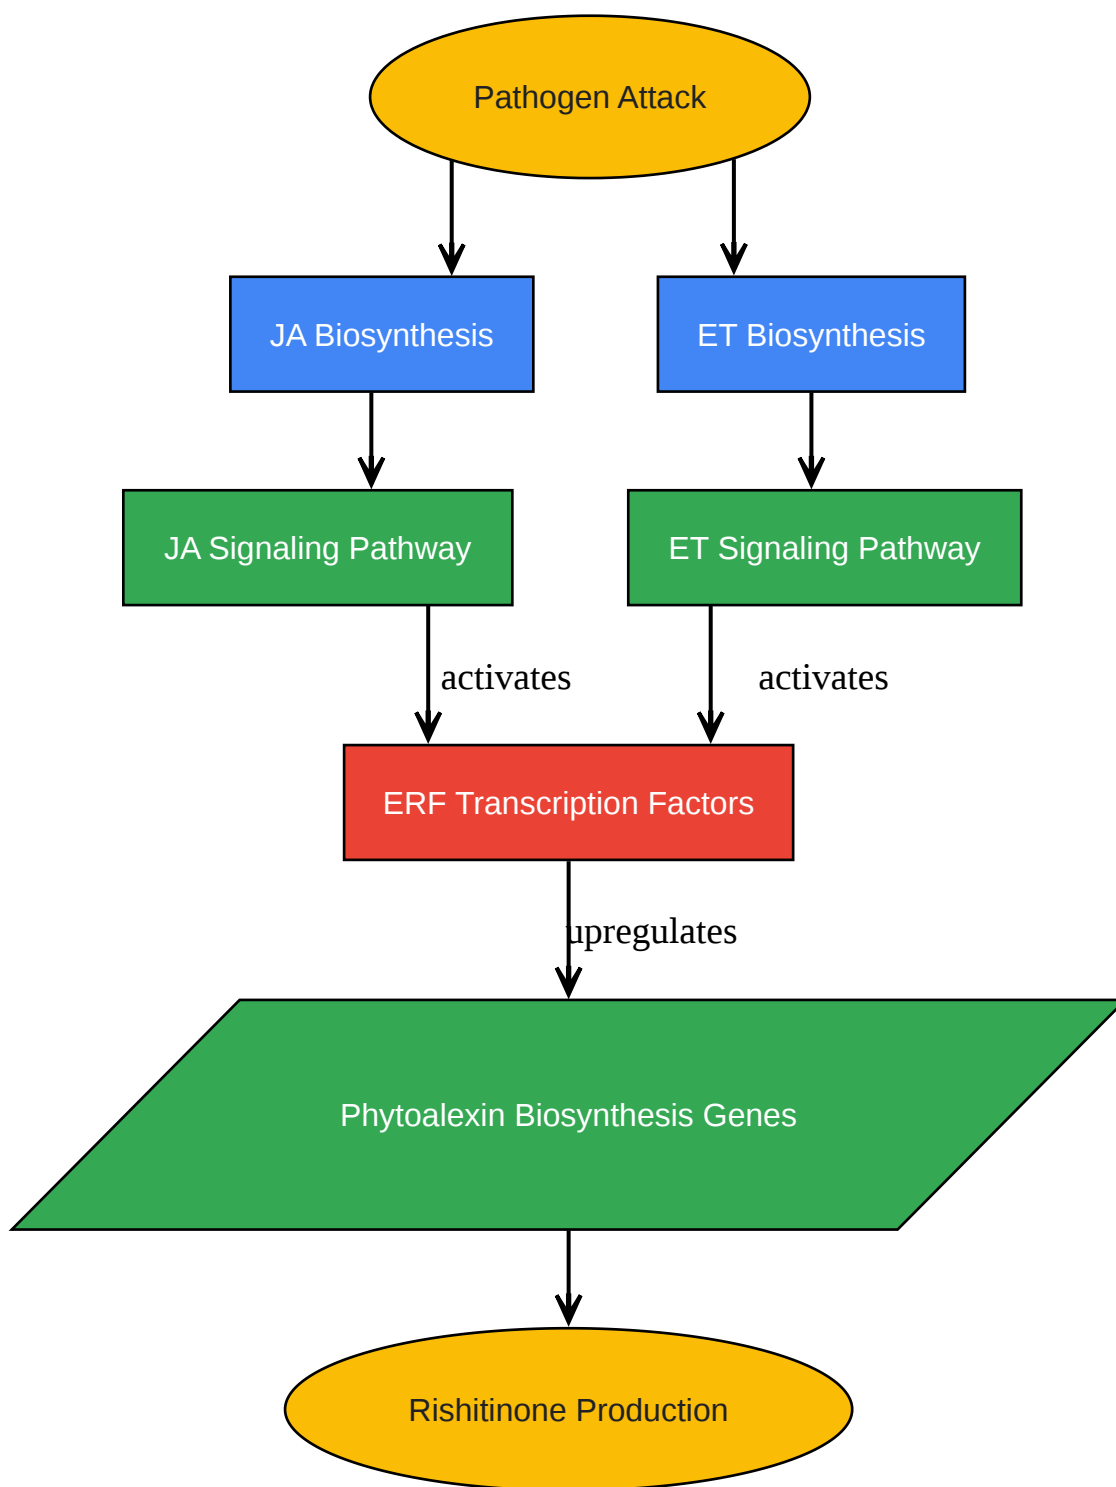 Pathogen Attack
JA Biosynthesis
ET Biosynthesis
JA Signaling Pathway
ET Signaling Pathway
activates
activates
ERF Transcription Factors
upregulates
Phytoalexin Biosynthesis Genes
Rishitinone Production